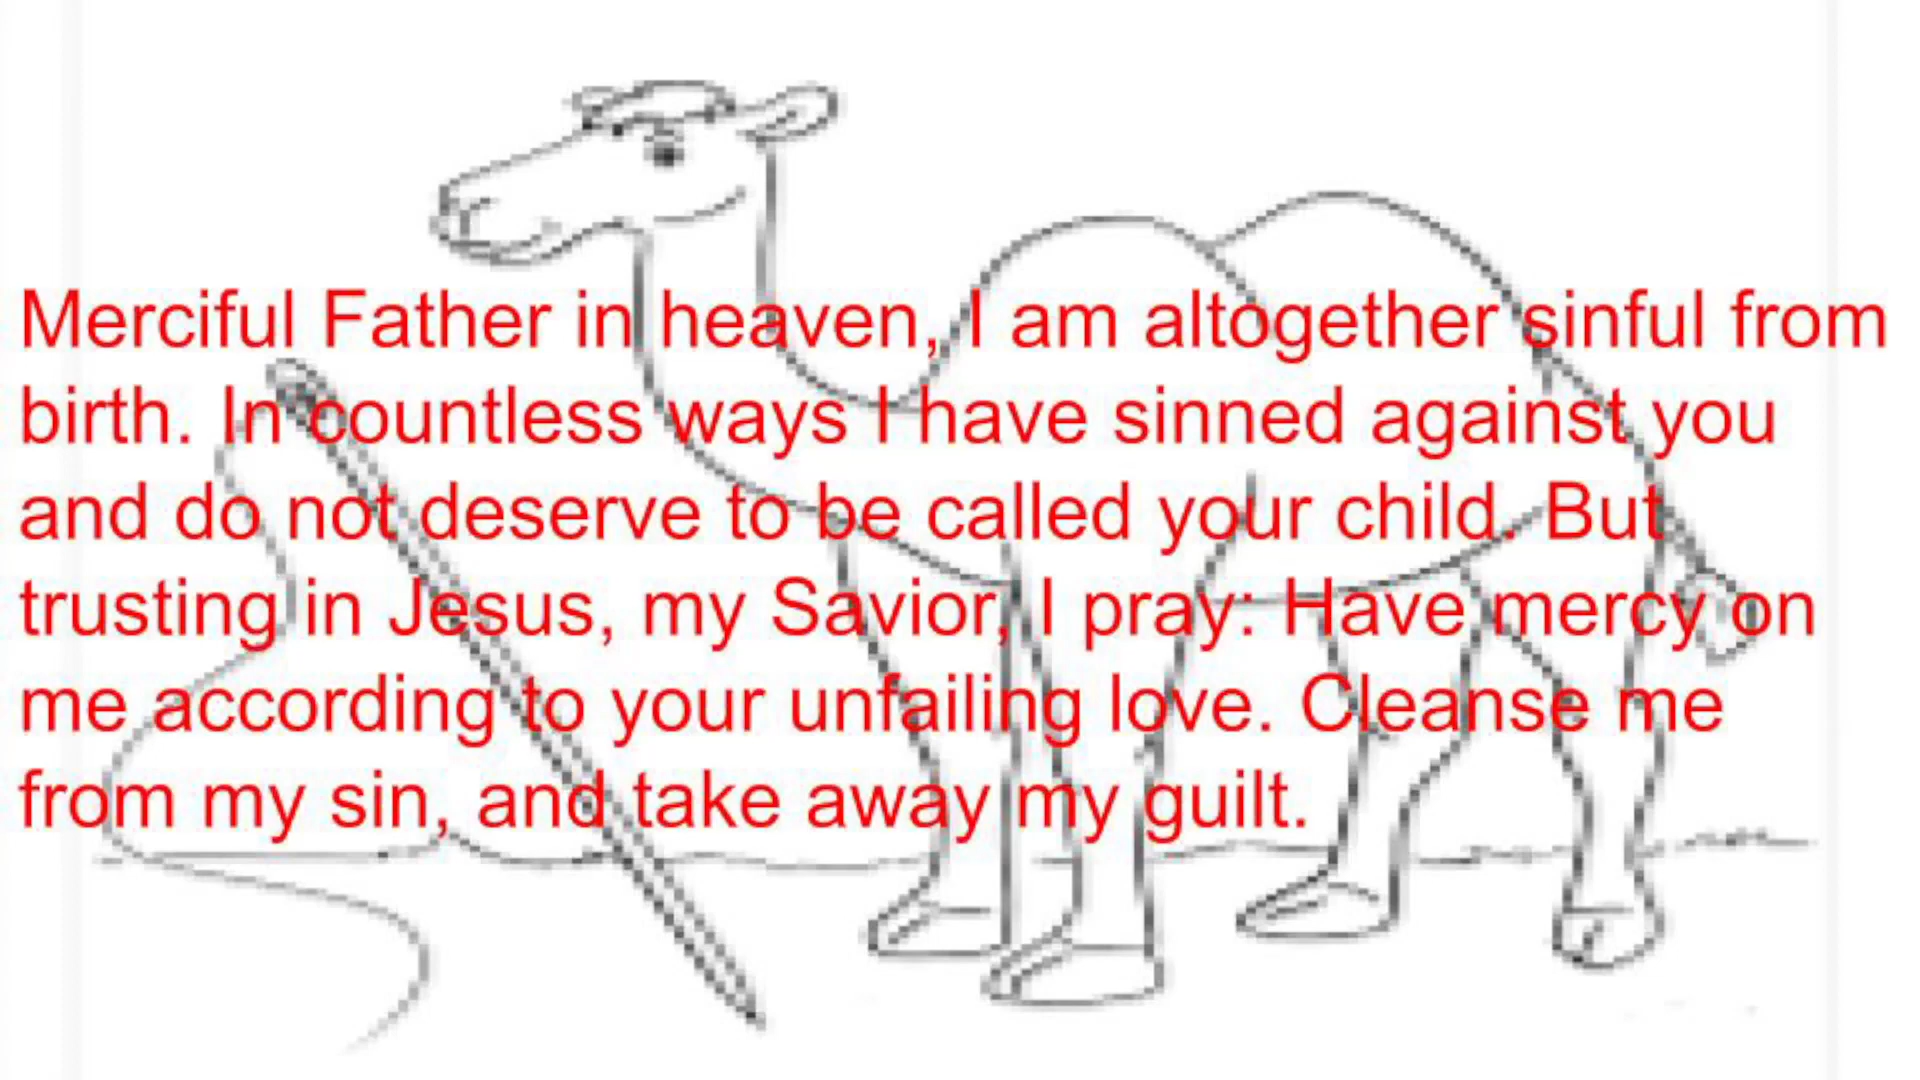 Merciful Father in heaven, I am altogether sinful from
birth. In countless ways I have sinned against you
and do not deserve to be called your child. But
trusting in Jesus, my Savior, I pray: Have mercy on
me according to your unfailing love. Cleanse me
from my sin, and take away my guilt.